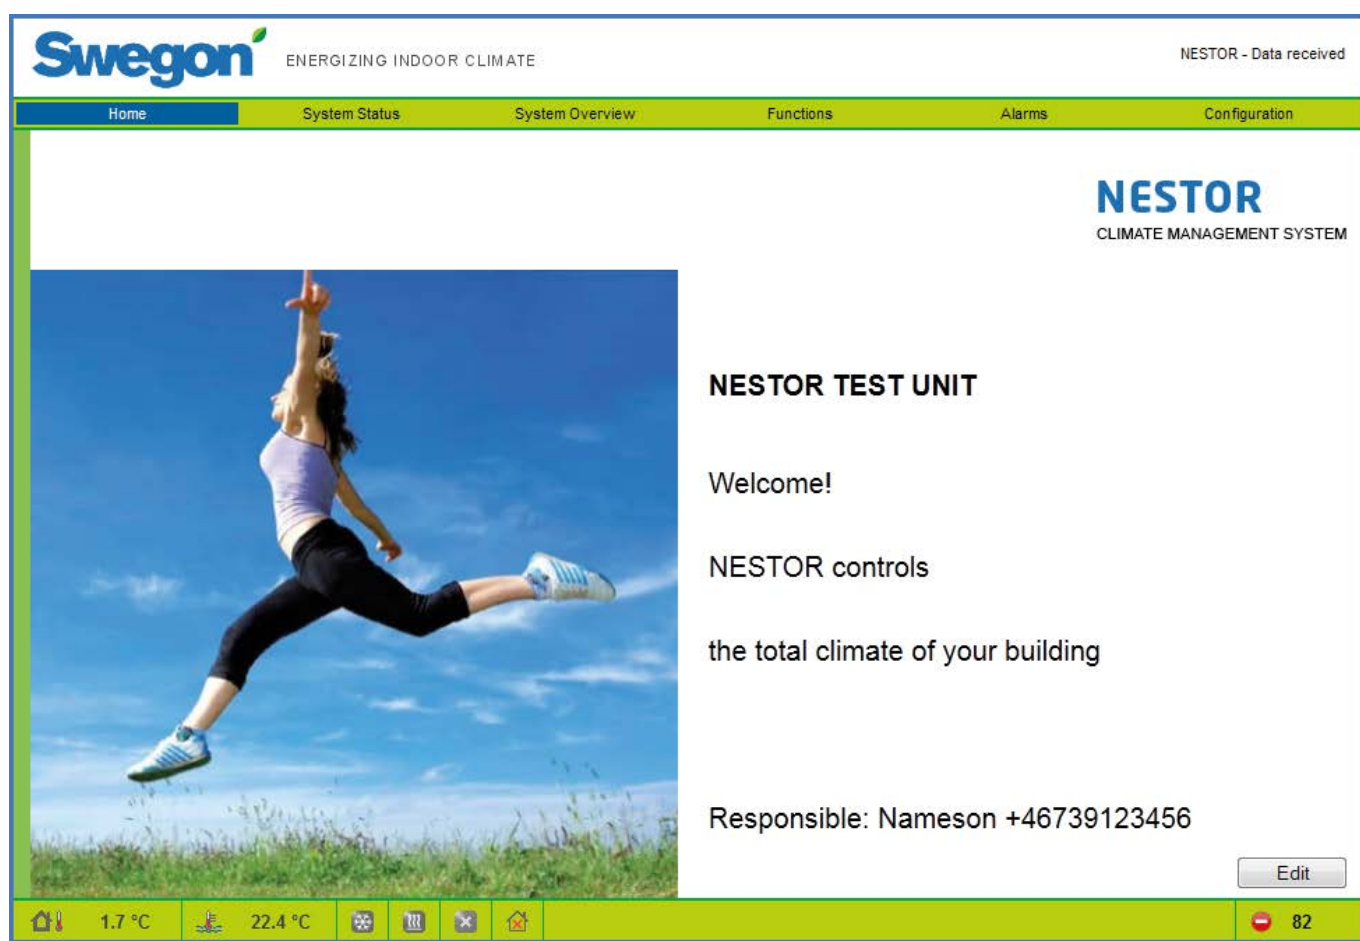 Swegon
ENERGIZING INDOOR CLIMATE
NESTOR - Data received
Home System Status System Overview Functions Alarms Configuration
NESTOR
CLIMATE MANAGEMENT SYSTEM
NESTOR TEST UNIT
Welcome!
NESTOR controls
the total climate of your building
Responsible: Nameson +46739123456
Edit
1.7 °C 22.4 °C 82